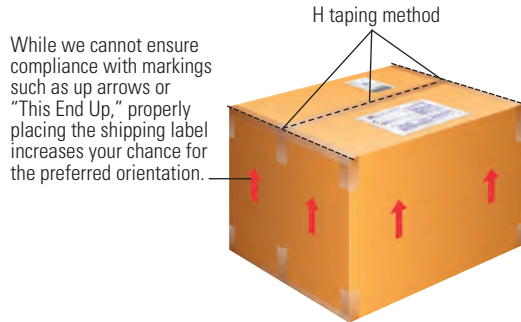 H taping method
While we cannot ensure
compliance with markings
such as up arrows or
“This End Up,” properly
placing the shipping label
increases your chance for
the preferred orientation.